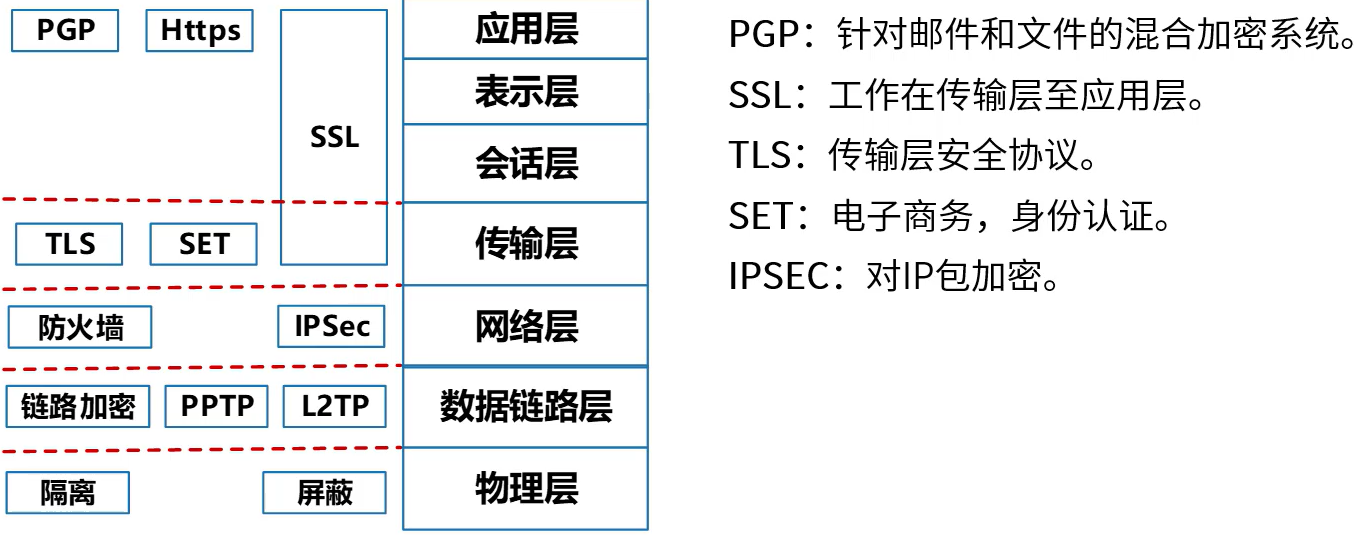 PGP
Https
SSL
应用层
表示层
会话层
TLS
SET
传输层
防火墙
IPSec
网络层
链路加密
PPTP
L2TP
数据链路层
隔离
屏蔽
物理层
PGP：针对邮件和文件的混合加密系统。
SSL：工作在传输层至应用层。
TLS：传输层安全协议。
SET：电子商务，身份认证。
IPSEC：对IP包加密。